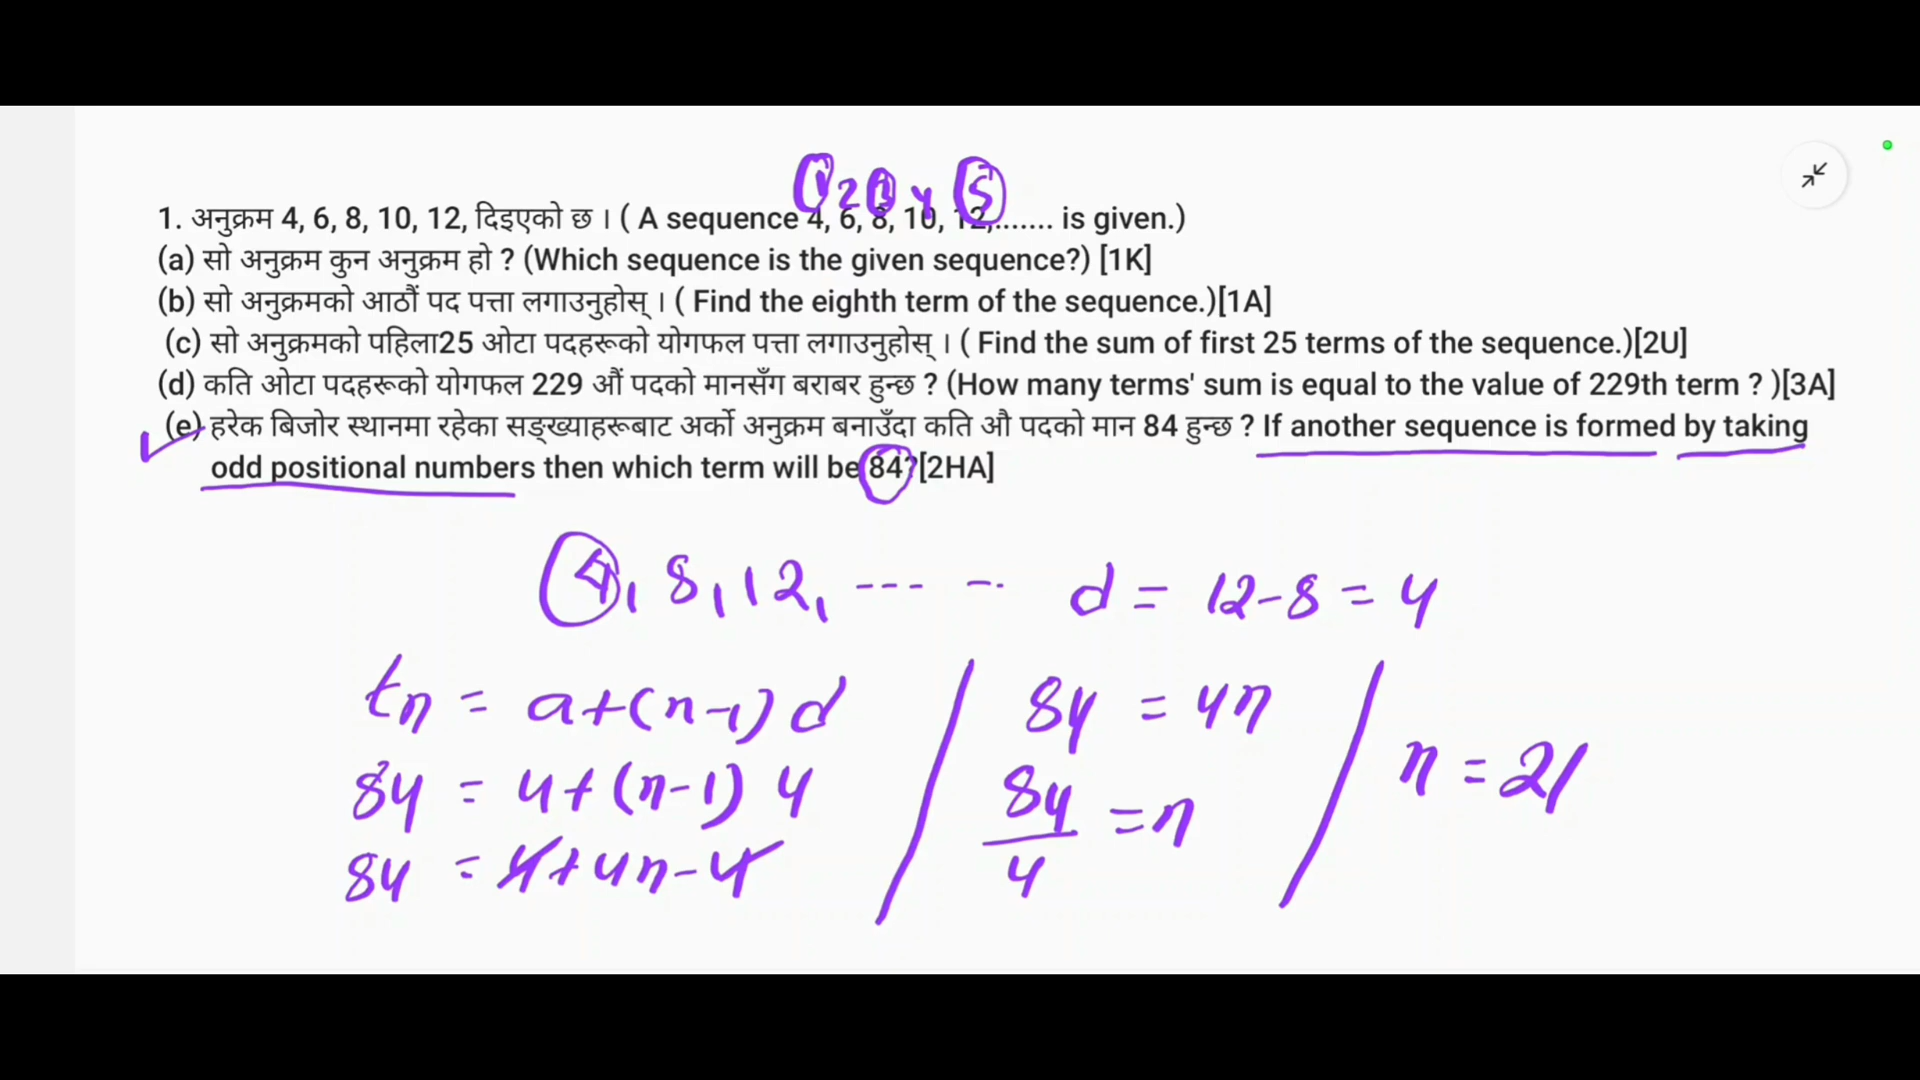 1 2 3 4 5
1. अनुक्रम 4, 6, 8, 10, 12, दिइएको छ । ( A sequence 4, 6, 8, 10, 12,....... is given.)
(a) सो अनुक्रम कुन अनुक्रम हो ? (Which sequence is the given sequence?) [1K]
(b) सो अनुक्रमको आठौं पद पत्ता लगाउनुहोस् । ( Find the eighth term of the sequence.)[1A]
(c) सो अनुक्रमको पहिला25 ओटा पदहरूको योगफल पत्ता लगाउनुहोस् । ( Find the sum of first 25 terms of the sequence.)[2U]
(d) कति ओटा पदहरूको योगफल 229 औं पदको मानसँग बराबर हुन्छ ? (How many terms' sum is equal to the value of 229th term ? )[3A]
(e) हरेक बिजोर स्थानमा रहेका सङ्ख्याहरूबाट अर्को अनुक्रम बनाउँदा कति औ पदको मान 84 हुन्छ ? If another sequence is formed by taking
odd positional numbers then which term will be 84?[2HA]
4, 8, 12, ---- -- d = 12-8 = 4
tn = a+(n-1)d
84 = 4+(n-1) 4
84 = 4+4n-4
84 = 4n
84/4 = n
n = 21